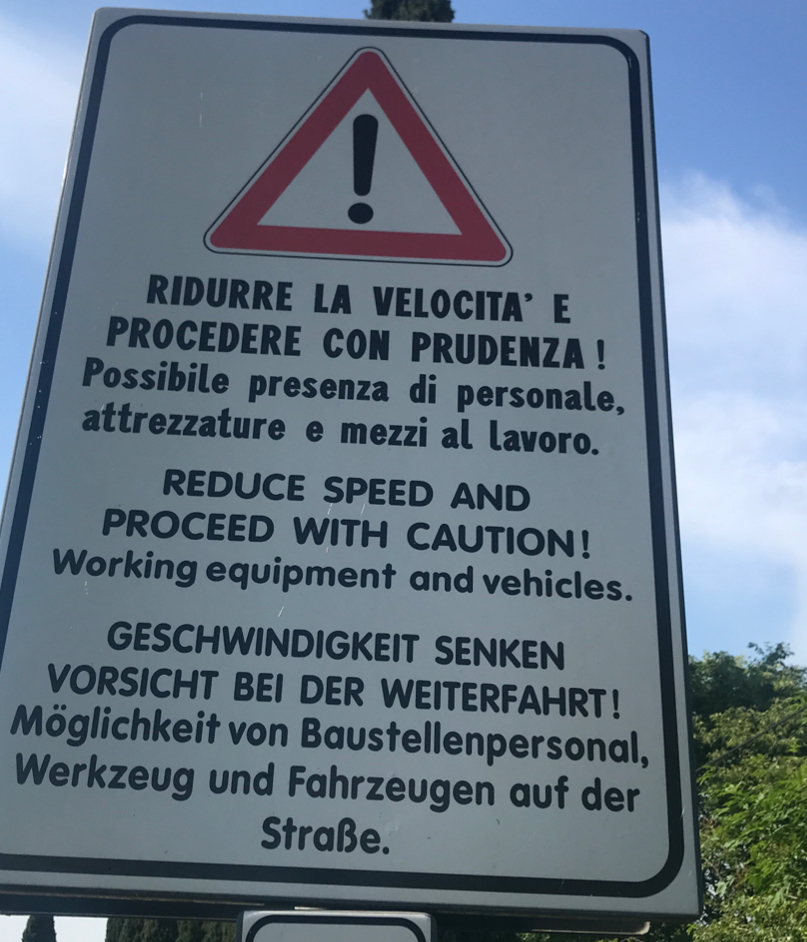 RIDURRE LA VELOCITA' E
PROCEDERE CON PRUDENZA !
Possibile presenza di personale,
attrezzature e mezzi al lavoro.
REDUCE SPEED AND
PROCEED WITH CAUTION!
Working equipment and vehicles.
GESCHWINDIGKEIT SENKEN
VORSICHT BEI DER WEITERFAHRT!
Möglichkeit von Baustellenpersonal,
Werkzeug und Fahrzeugen auf der
Straße.